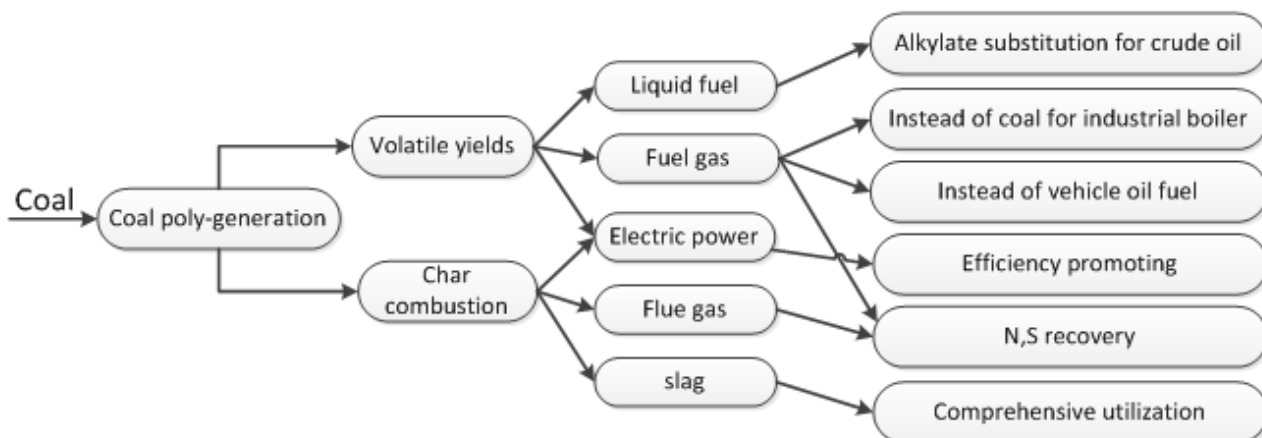 Coal
Coal poly-generation
Volatile yields
Char
combustion
Liquid fuel
Fuel gas
Electric power
Flue gas
slag
Alkylate substitution for crude oil
Instead of coal for industrial boiler
Instead of vehicle oil fuel
Efficiency promoting
N,S recovery
Comprehensive utilization